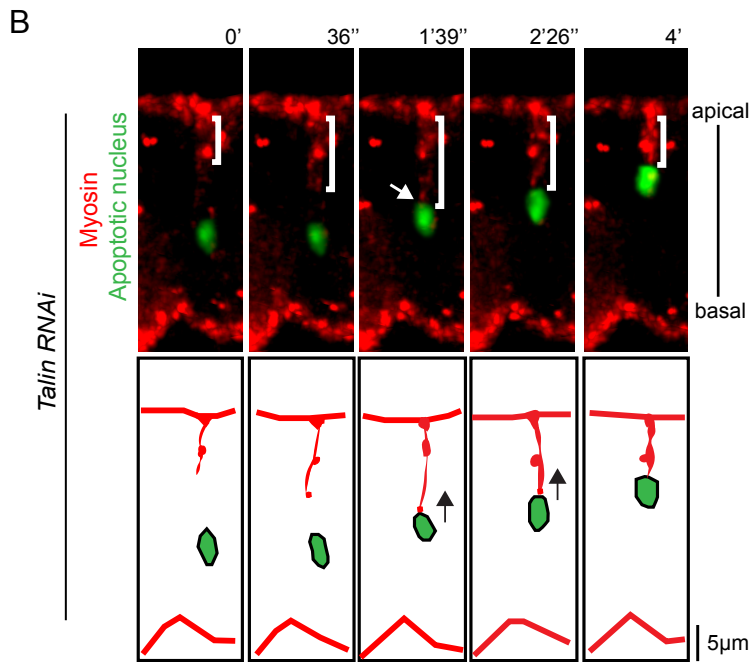 B
0’
36’’
1’39’’
2’26’’
4’
Talin RNAi
Myosin
Apoptotic nucleus
apical
basal
5µm